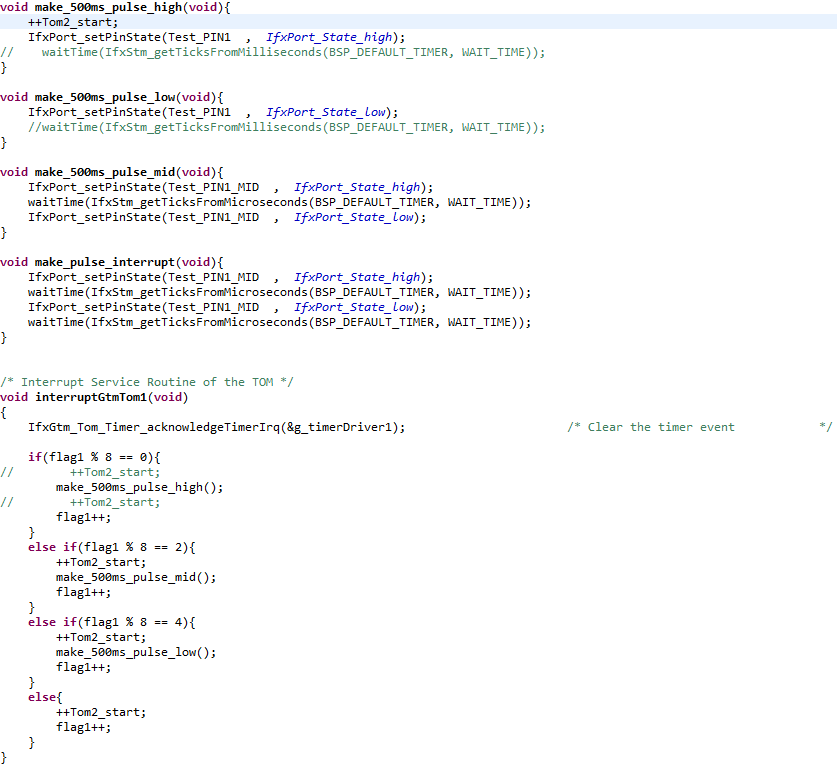 void make_500ms_pulse_high(void){
    ++Tom2_start;
    IfxPort_setPinState(Test_PIN1  ,  IfxPort_State_high);
//    waitTime(IfxStm_getTicksFromMilliseconds(BSP_DEFAULT_TIMER, WAIT_TIME));
}
void make_500ms_pulse_low(void){
    IfxPort_setPinState(Test_PIN1  ,  IfxPort_State_low);
    //waitTime(IfxStm_getTicksFromMilliseconds(BSP_DEFAULT_TIMER, WAIT_TIME));
}
void make_500ms_pulse_mid(void){
    IfxPort_setPinState(Test_PIN1_MID  ,  IfxPort_State_high);
    waitTime(IfxStm_getTicksFromMicroseconds(BSP_DEFAULT_TIMER, WAIT_TIME));
    IfxPort_setPinState(Test_PIN1_MID  ,  IfxPort_State_low);
}
void make_pulse_interrupt(void){
    IfxPort_setPinState(Test_PIN1_MID  ,  IfxPort_State_high);
    waitTime(IfxStm_getTicksFromMicroseconds(BSP_DEFAULT_TIMER, WAIT_TIME));
    IfxPort_setPinState(Test_PIN1_MID  ,  IfxPort_State_low);
    waitTime(IfxStm_getTicksFromMicroseconds(BSP_DEFAULT_TIMER, WAIT_TIME));
}
/* Interrupt Service Routine of the TOM */
void interruptGtmTom1(void)
{
    IfxGtm_Tom_Timer_acknowledgeTimerIrq(&g_timerDriver1);                       /* Clear the timer event            */
    if(flag1 % 8 == 0){
//        ++Tom2_start;
        make_500ms_pulse_high();
//        ++Tom2_start;
        flag1++;
    }
    else if(flag1 % 8 == 2){
        ++Tom2_start;
        make_500ms_pulse_mid();
        flag1++;
    }
    else if(flag1 % 8 == 4){
        ++Tom2_start;
        make_500ms_pulse_low();
        flag1++;
    }
    else{
        ++Tom2_start;
        flag1++;
    }
}